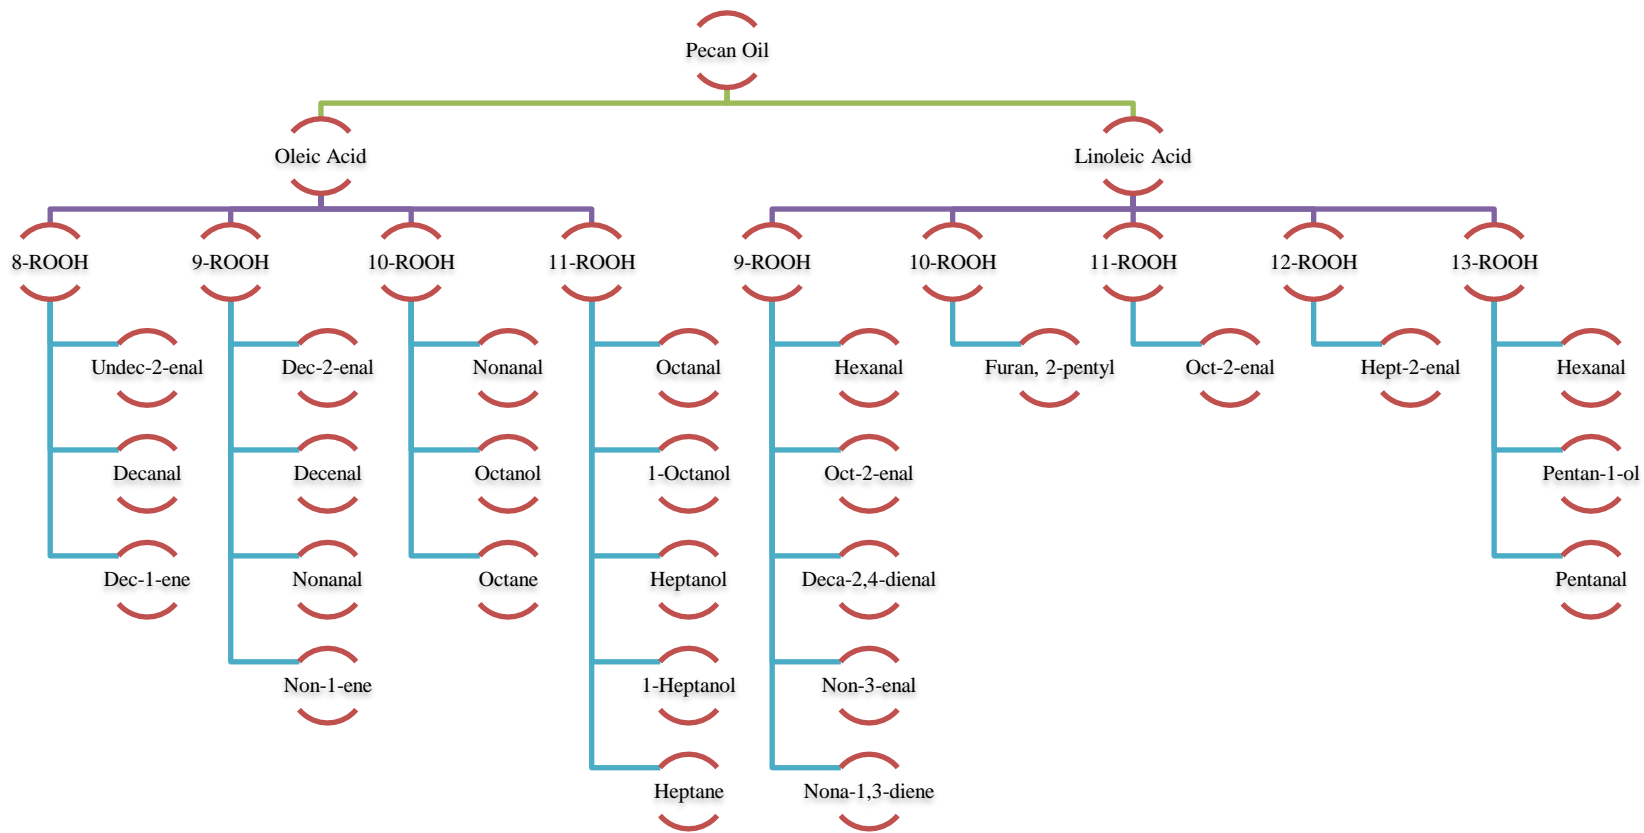 Pecan Oil
Oleic Acid
Linoleic Acid
8-ROOH
9-ROOH
10-ROOH
11-ROOH
9-ROOH
10-ROOH
11-ROOH
12-ROOH
13-ROOH
Undec-2-enal
Dec-2-enal
Nonanal
Octanal
Hexanal
Furan, 2-pentyl
Oct-2-enal
Hept-2-enal
Hexanal
Decanal
Decenal
Octanol
1-Octanol
Oct-2-enal
Pentan-1-ol
Dec-1-ene
Nonanal
Octane
Heptanol
Deca-2,4-dienal
Pentanal
Non-1-ene
1-Heptanol
Non-3-enal
Heptane
Nona-1,3-diene